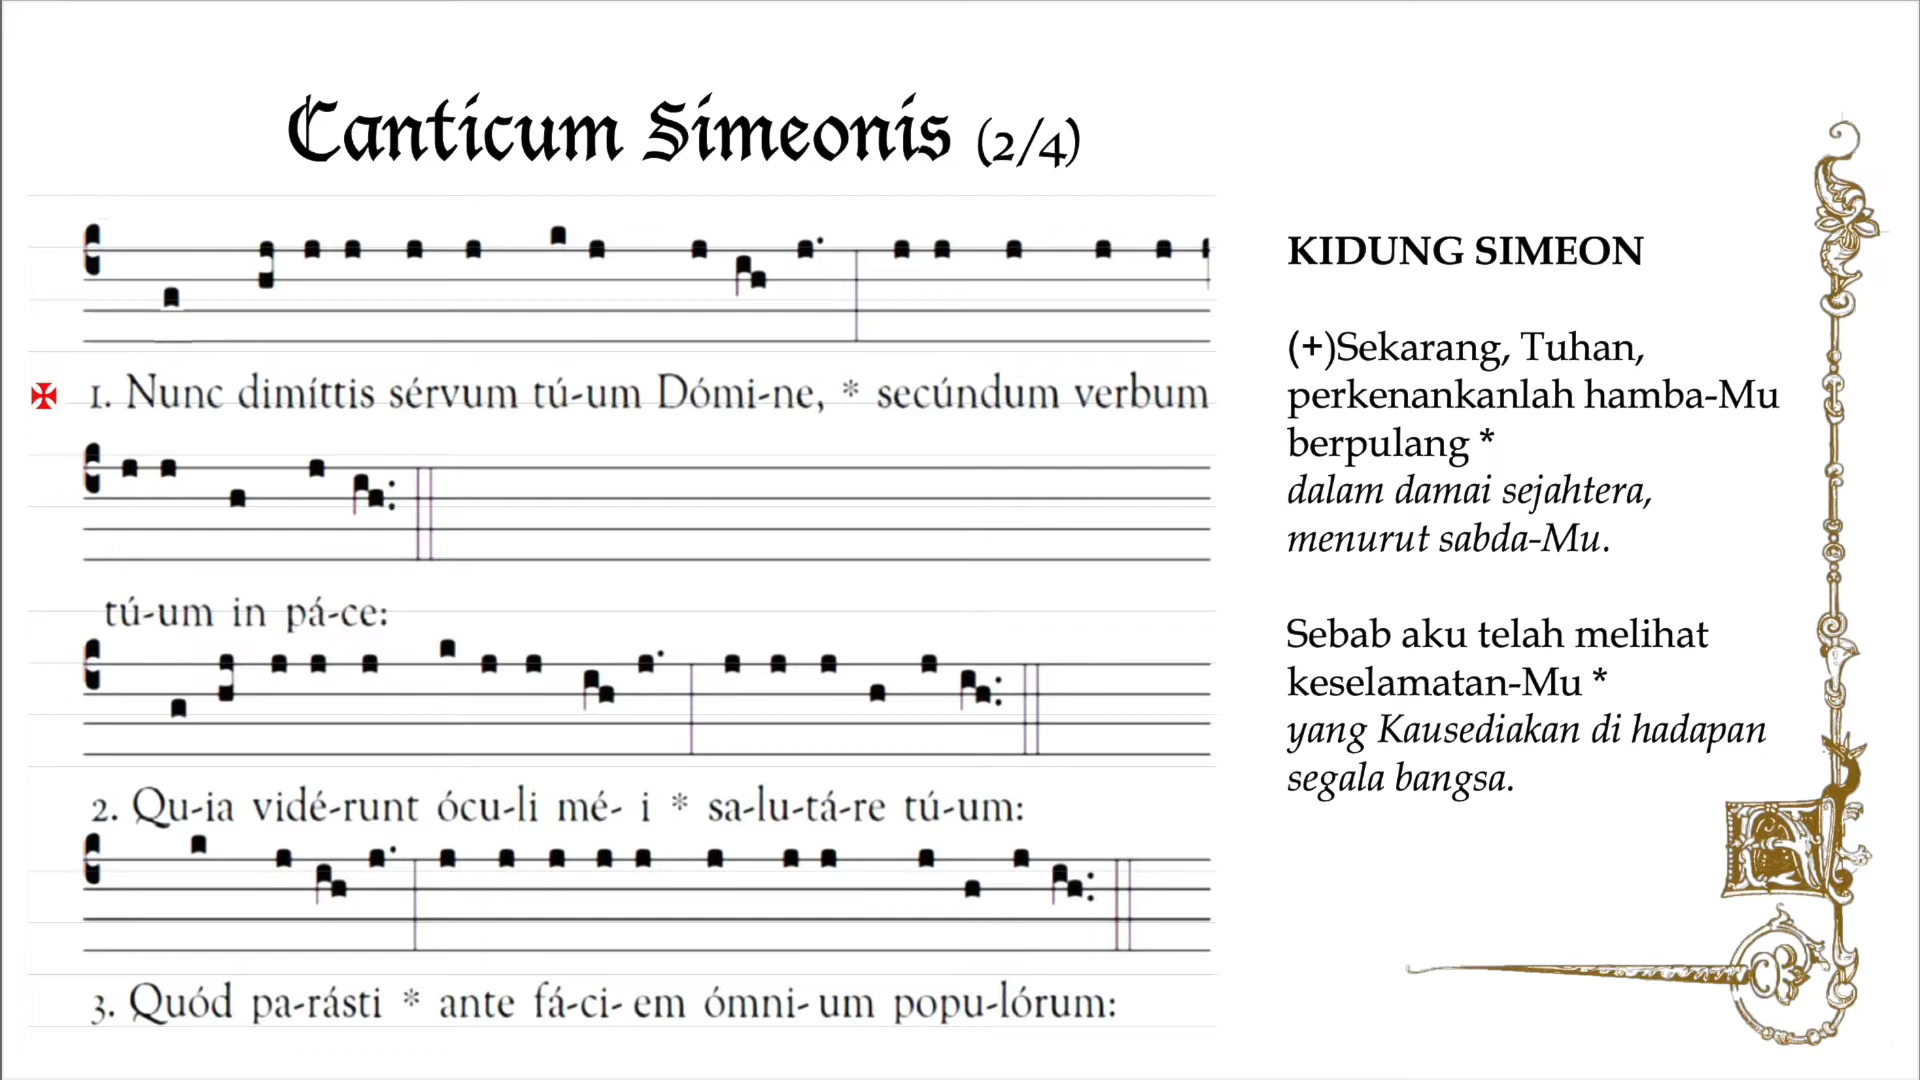 Canticum Simeonis (2/4)
✠ 1. Nunc dimíttis sérvum tú-um Dómi-ne, * secúndum verbum
tú-um in pá-ce:
2. Qu-ia vidé-runt ócu-li mé- i * sa-lu-tá-re tú-um:
3. Quód pa-rásti * ante fá-ci- em ómni- um popu-lórum:
KIDUNG SIMEON
(+)Sekarang, Tuhan,
perkenankanlah hamba-Mu
berpulang *
dalam damai sejahtera,
menurut sabda-Mu.
Sebab aku telah melihat
keselamatan-Mu *
yang Kausediakan di hadapan
segala bangsa.